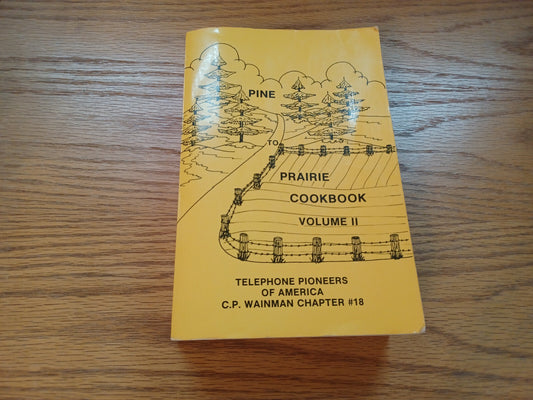 PINE
TO
PRAIRIE
COOKBOOK
VOLUME II
TELEPHONE PIONEERS
OF AMERICA
C.P. WAINMAN CHAPTER #18